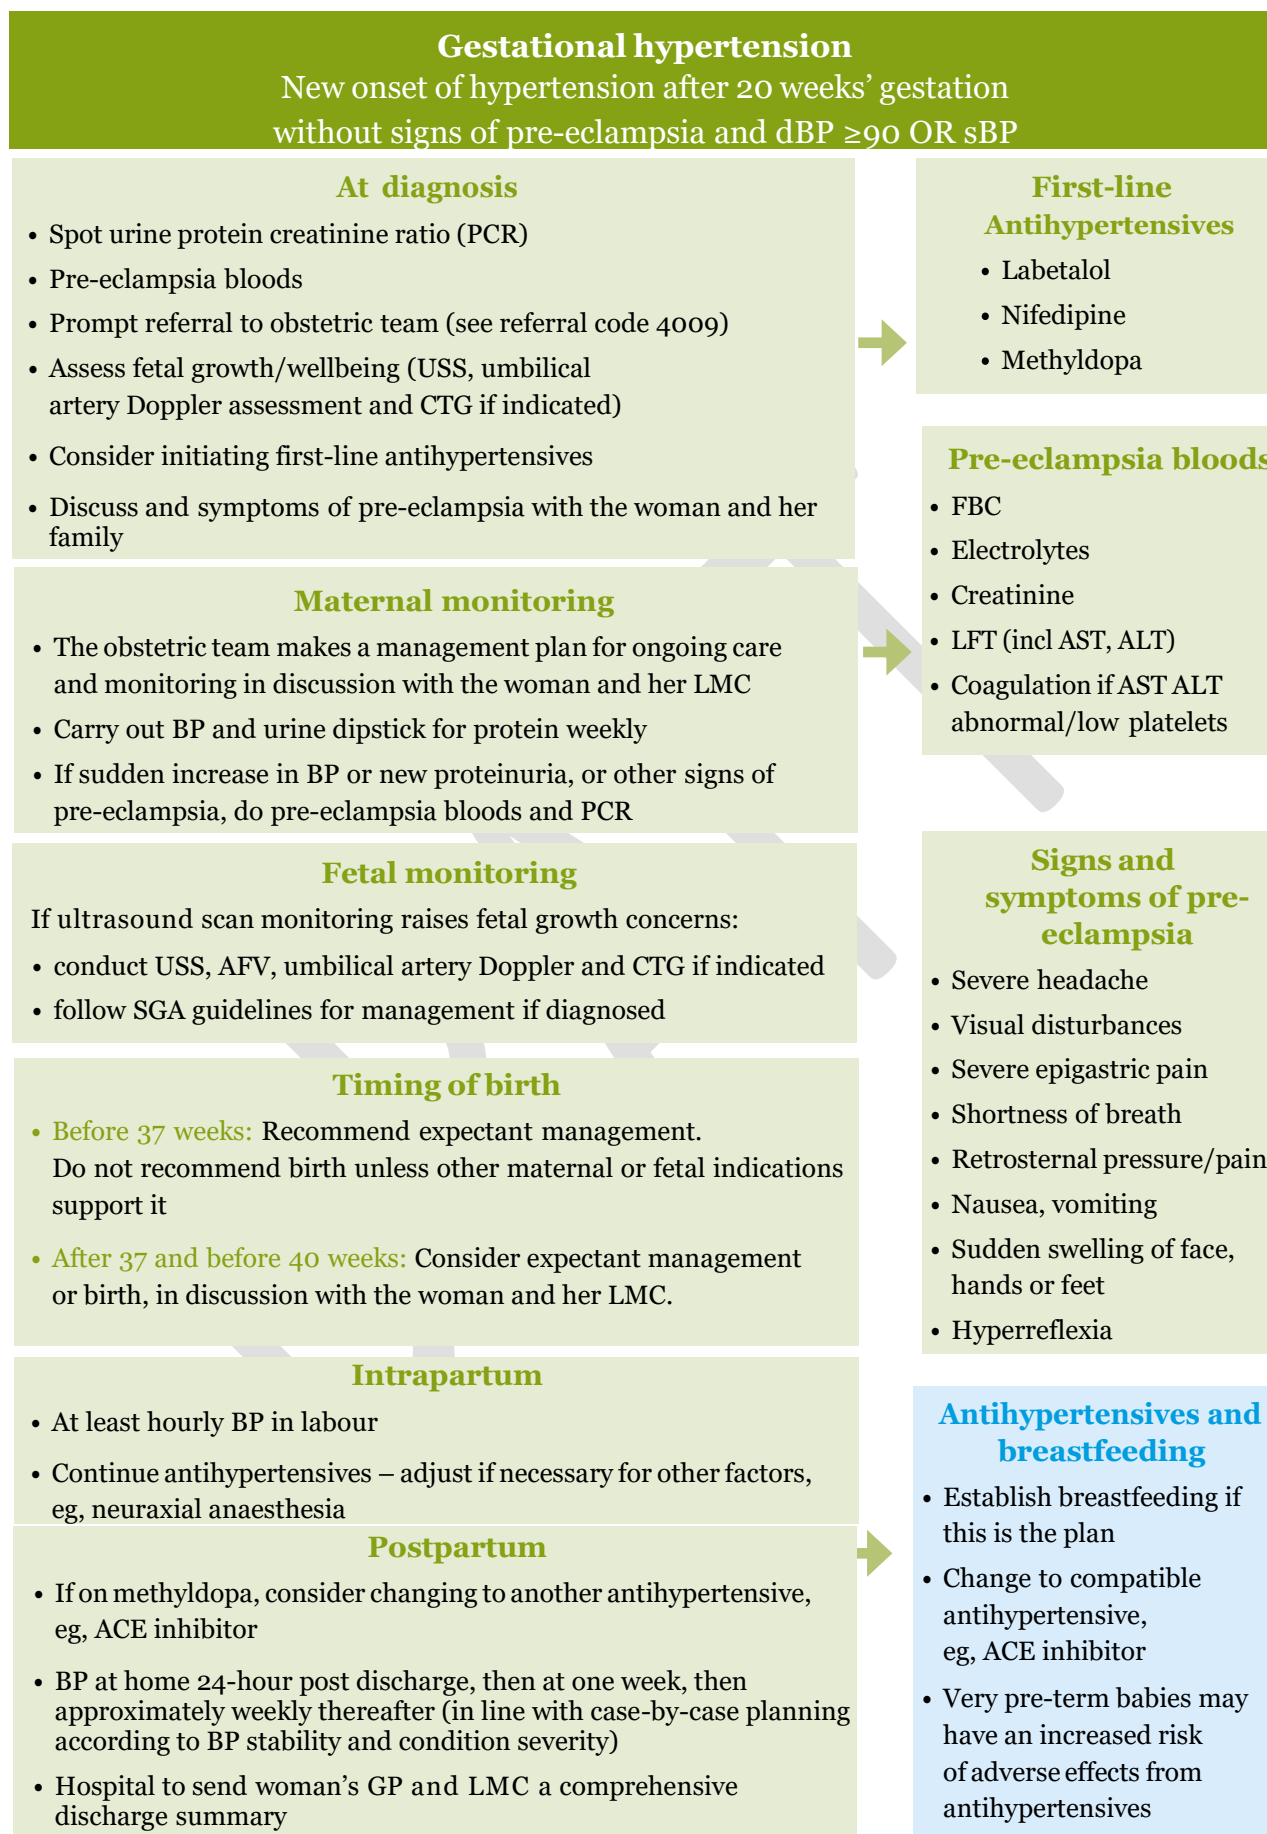 Gestational hypertension
New onset of hypertension after 20 weeks' gestation
without signs of pre-eclampsia and dBP ≥90 OR sBP
At diagnosis
• Spot urine protein creatinine ratio (PCR)
• Pre-eclampsia bloods
• Prompt referral to obstetric team (see referral code 4009)
• Assess fetal growth/wellbeing (USS, umbilical
artery Doppler assessment and CTG if indicated)
• Consider initiating first-line antihypertensives
• Discuss and symptoms of pre-eclampsia with the woman and her
family
First-line
Antihypertensives
• Labetalol
• Nifedipine
• Methyldopa
Maternal monitoring
• The obstetric team makes a management plan for ongoing care
and monitoring in discussion with the woman and her LMC
• Carry out BP and urine dipstick for protein weekly
• If sudden increase in BP or new proteinuria, or other signs of
pre-eclampsia, do pre-eclampsia bloods and PCR
Pre-eclampsia bloods
• FBC
• Electrolytes
• Creatinine
• LFT (incl AST, ALT)
• Coagulation if AST ALT
abnormal/low platelets
Fetal monitoring
If ultrasound scan monitoring raises fetal growth concerns:
• conduct USS, AFV, umbilical artery Doppler and CTG if indicated
• follow SGA guidelines for management if diagnosed
Timing of birth
• Before 37 weeks: Recommend expectant management.
Do not recommend birth unless other maternal or fetal indications
support it
• After 37 and before 40 weeks: Consider expectant management
or birth, in discussion with the woman and her LMC.
Signs and
symptoms of pre-
eclampsia
• Severe headache
• Visual disturbances
• Severe epigastric pain
• Shortness of breath
• Retrosternal pressure/pain
• Nausea, vomiting
• Sudden swelling of face,
hands or feet
• Hyperreflexia
Intrapartum
• At least hourly BP in labour
• Continue antihypertensives – adjust if necessary for other factors,
eg, neuraxial anaesthesia
Postpartum
• If on methyldopa, consider changing to another antihypertensive,
eg, ACE inhibitor
• BP at home 24-hour post discharge, then at one week, then
approximately weekly thereafter (in line with case-by-case planning
according to BP stability and condition severity)
• Hospital to send woman's GP and LMC a comprehensive
discharge summary
Antihypertensives and
breastfeeding
• Establish breastfeeding if
this is the plan
• Change to compatible
antihypertensive,
eg, ACE inhibitor
• Very pre-term babies may
have an increased risk
of adverse effects from
antihypertensives